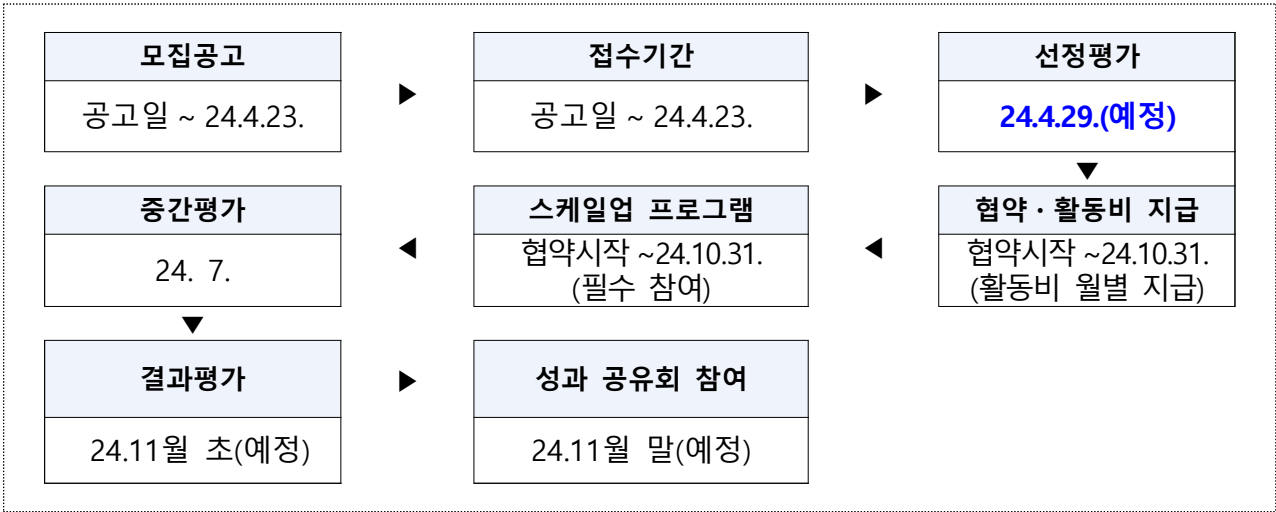 모집공고
공고일 ~ 24.4.23.
▶
접수기간
공고일 ~ 24.4.23.
▶
선정평가
24.4.29.(예정)
▼
협약 · 활동비 지급
협약시작 ~24.10.31.
(활동비 월별 지급)
◀
스케일업 프로그램
협약시작 ~24.10.31.
(필수 참여)
◀
중간평가
24. 7.
▼
결과평가
24.11월 초(예정)
▶
성과 공유회 참여
24.11월 말(예정)